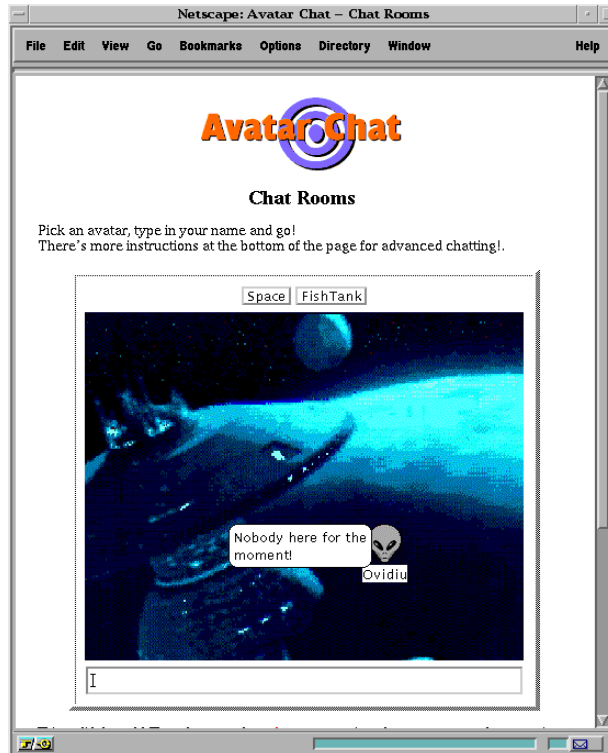 Netscape: Avatar Chat – Chat Rooms
File Edit View Go Bookmarks Options Directory Window Help
Avatar Chat
Chat Rooms
Pick an avatar, type in your name and go!
There's more instructions at the bottom of the page for advanced chatting!.
Space FishTank
Nobody here for the
moment!
Ovidiu